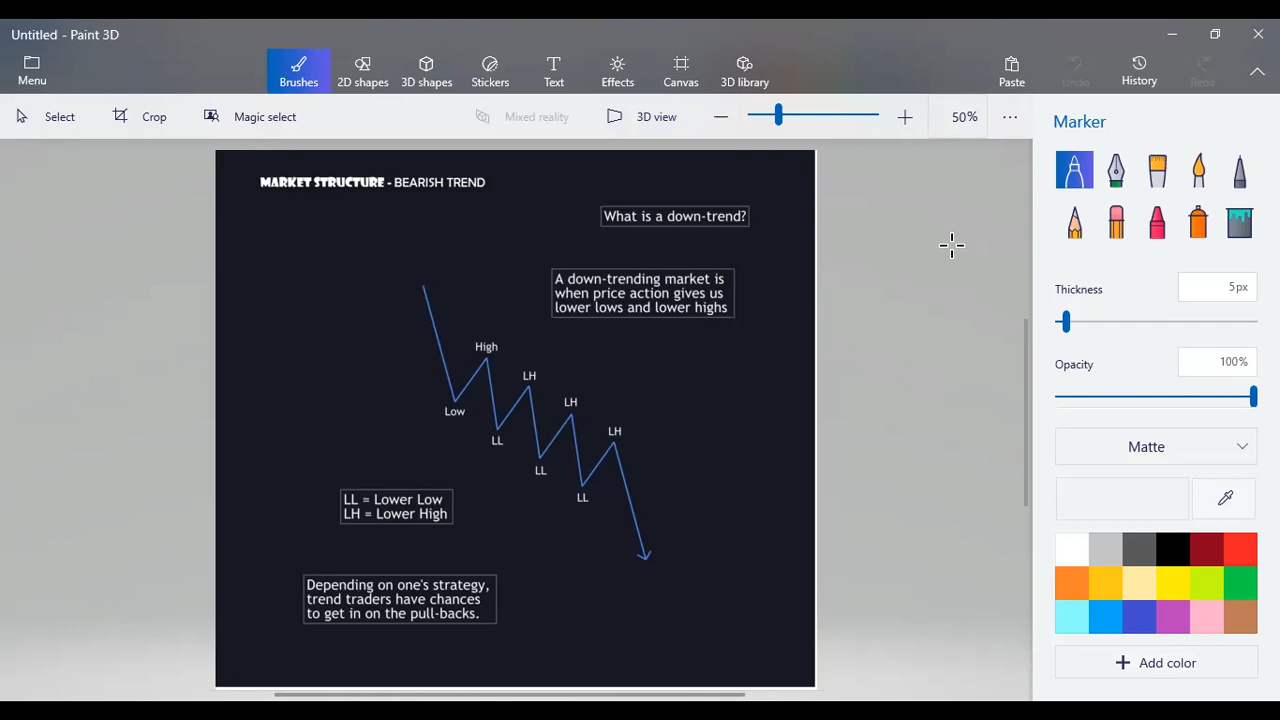 Untitled - Paint 3D
Menu
Brushes
2D shapes
3D shapes
Stickers
Text
Effects
Canvas
3D library
Paste
Undo
History
Redo
Select
Crop
Magic select
Mixed reality
3D view
50%
Marker
MARKET STRUCTURE - BEARISH TREND
What is a down-trend?
A down-trending market is
when price action gives us
lower lows and lower highs
High
LH
LH
LH
Low
LL
LL
LL
LL = Lower Low
LH = Lower High
Depending on one's strategy,
trend traders have chances
to get in on the pull-backs.
Thickness
5px
Opacity
100%
Matte
Add color